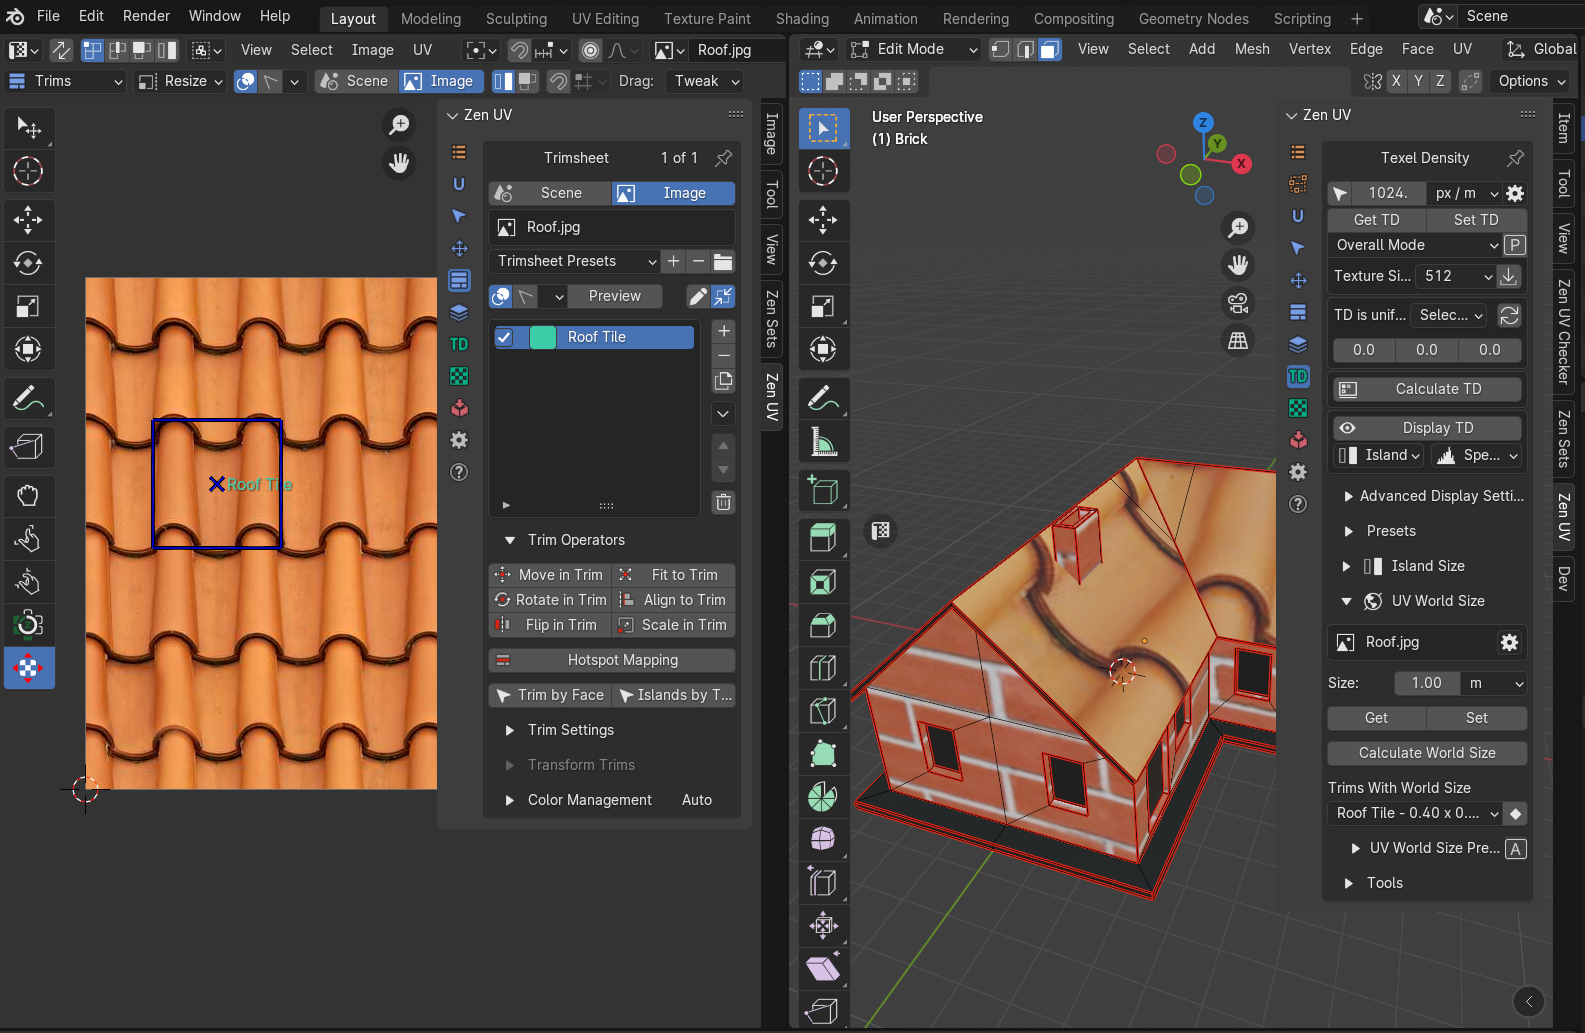 File Edit Render Window Help Layout Modeling Sculpting UV Editing Texture Paint Shading Animation Rendering Compositing Geometry Nodes Scripting + Scene
View Select Image UV Roof.jpg
Edit Mode View Select Add Mesh Vertex Edge Face UV Global
Trims Resize Scene Image Drag: Tweak
X Y Z Options
Zen UV
Trimsheet 1 of 1
Scene Image
Roof.jpg
Trimsheet Presets
Preview
Roof Tile
Trim Operators
Move in Trim Fit to Trim
Rotate in Trim Align to Trim
Flip in Trim Scale in Trim
Hotspot Mapping
Trim by Face Islands by T...
Trim Settings
Transform Trims
Color Management Auto
TD
Image
Tool
View
Zen Sets
Zen UV
Roof Tile
User Perspective
(1) Brick
Z
Y
X
Zen UV
Texel Density
1024. px / m
Get TD Set TD
Overall Mode P
Texture Si... 512
TD is unif... Selec...
0.0 0.0 0.0
Calculate TD
Display TD
Island Spe...
Advanced Display Setti...
Presets
Island Size
UV World Size
Roof.jpg
Size: 1.00 m
Get Set
Calculate World Size
Trims With World Size
Roof Tile - 0.40 x 0....
UV World Size Pre... A
Tools
TD
Item
Tool
View
Zen UV Checker
Zen Sets
Zen UV
Dev